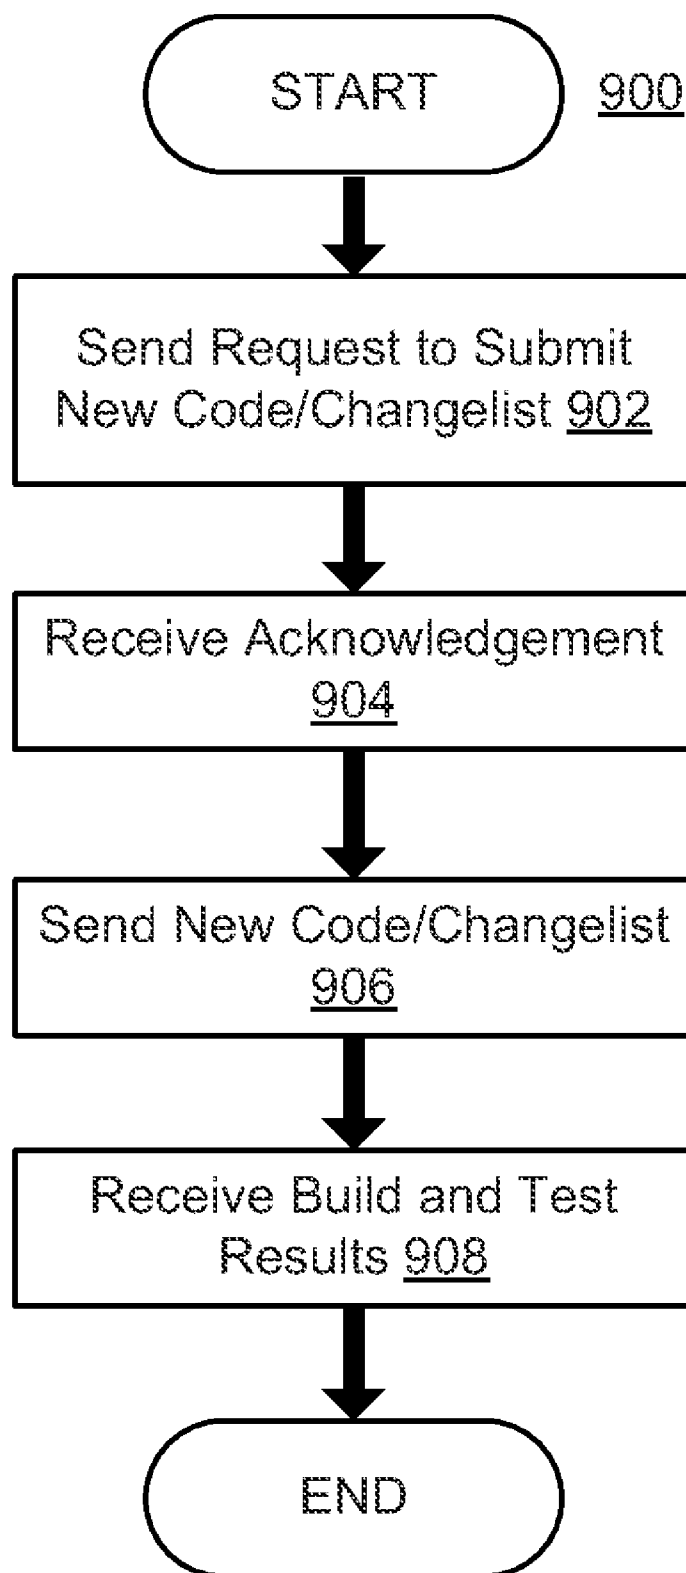 START
900
Send Request to Submit
New Code/Changelist 902
Receive Acknowledgement
904
Send New Code/Changelist
906
Receive Build and Test
Results 908
END